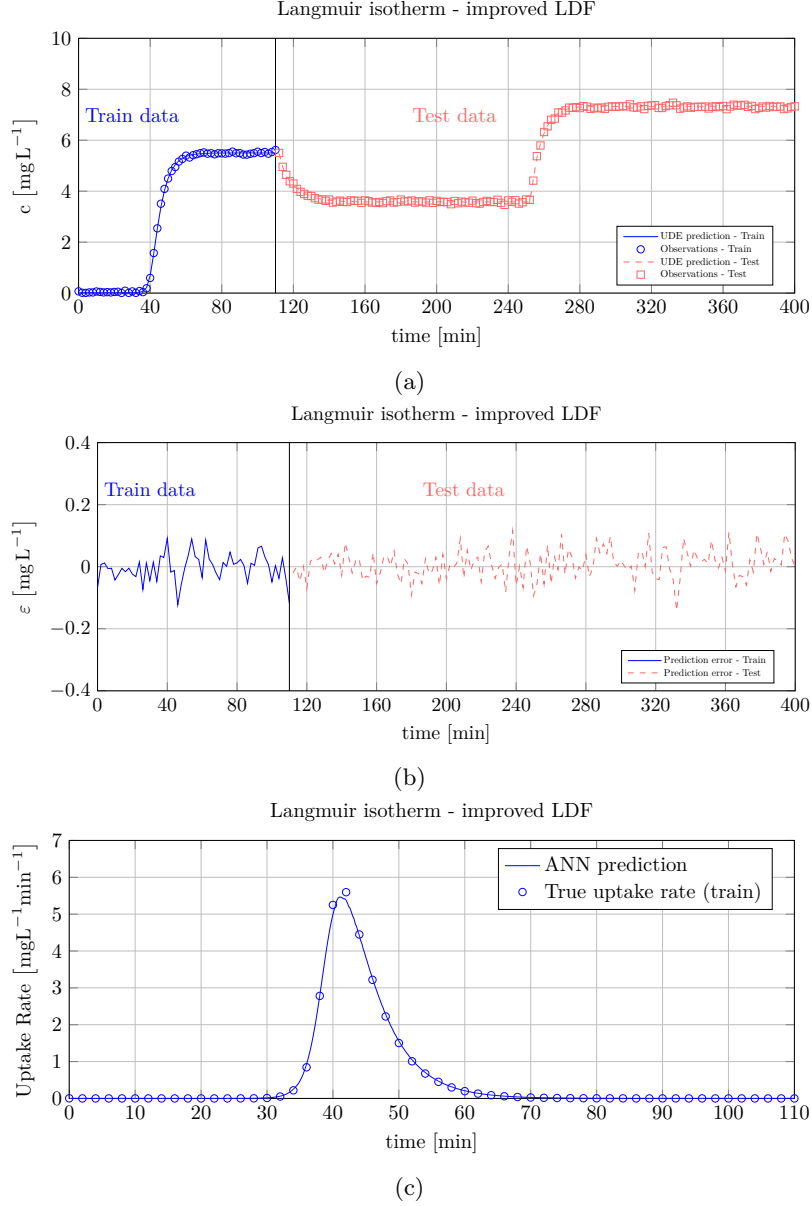 Langmuir isotherm - improved LDF
10
8
6
4
2
0
c [mg L⁻¹]
Train data
Test data
UDE prediction - Train
Observations - Train
UDE prediction - Test
Observations - Test
0 40 80 120 160 200 240 280 320 360 400
time [min]
(a)
Langmuir isotherm - improved LDF
0.4
0.2
0
−0.2
−0.4
ε [mg L⁻¹]
Train data
Test data
Prediction error - Train
Prediction error - Test
0 40 80 120 160 200 240 280 320 360 400
time [min]
(b)
Langmuir isotherm - improved LDF
7
6
5
4
3
2
1
0
Uptake Rate [mgL⁻¹min⁻¹]
ANN prediction
True uptake rate (train)
0 10 20 30 40 50 60 70 80 90 100 110
time [min]
(c)